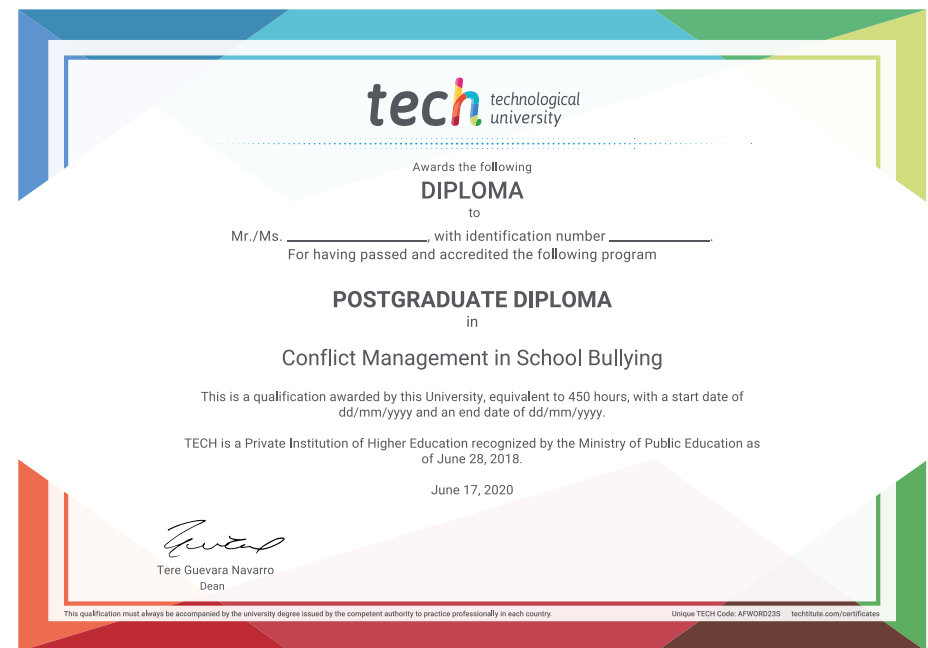 tech technological
university
Awards the following
DIPLOMA
to
Mr./Ms. ______________, with identification number __________.
For having passed and accredited the following program
POSTGRADUATE DIPLOMA
in
Conflict Management in School Bullying
This is a qualification awarded by this University, equivalent to 450 hours, with a start date of
dd/mm/yyyy and an end date of dd/mm/yyyy.
TECH is a Private Institution of Higher Education recognized by the Ministry of Public Education as
of June 28, 2018.
June 17, 2020
Tere Guevara Navarro
Dean
This qualification must always be accompanied by the university degree issued by the competent authority to practice professionally in each country. Unique TECH Code: AFWORD23S techtitute.com/certificates